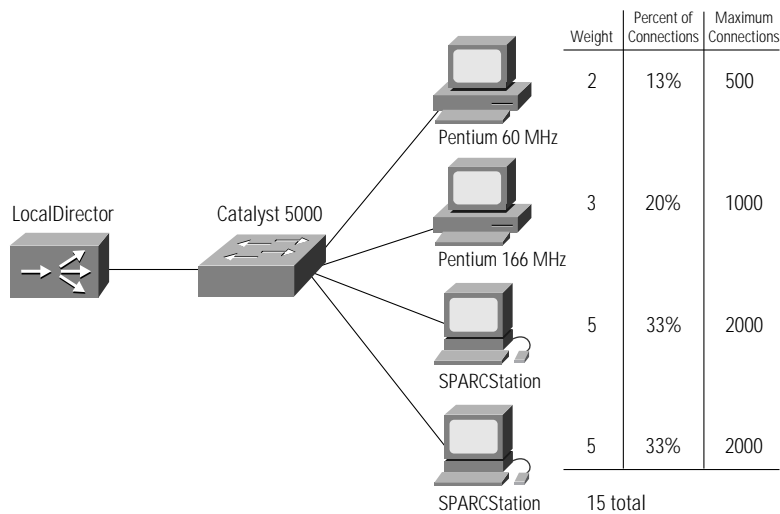 Percent of Maximum
Weight Connections Connections
2 13% 500
Pentium 60 MHz
LocalDirector Catalyst 5000 3 20% 1000
Pentium 166 MHz
5 33% 2000
SPARCStation
5 33% 2000
SPARCStation 15 total